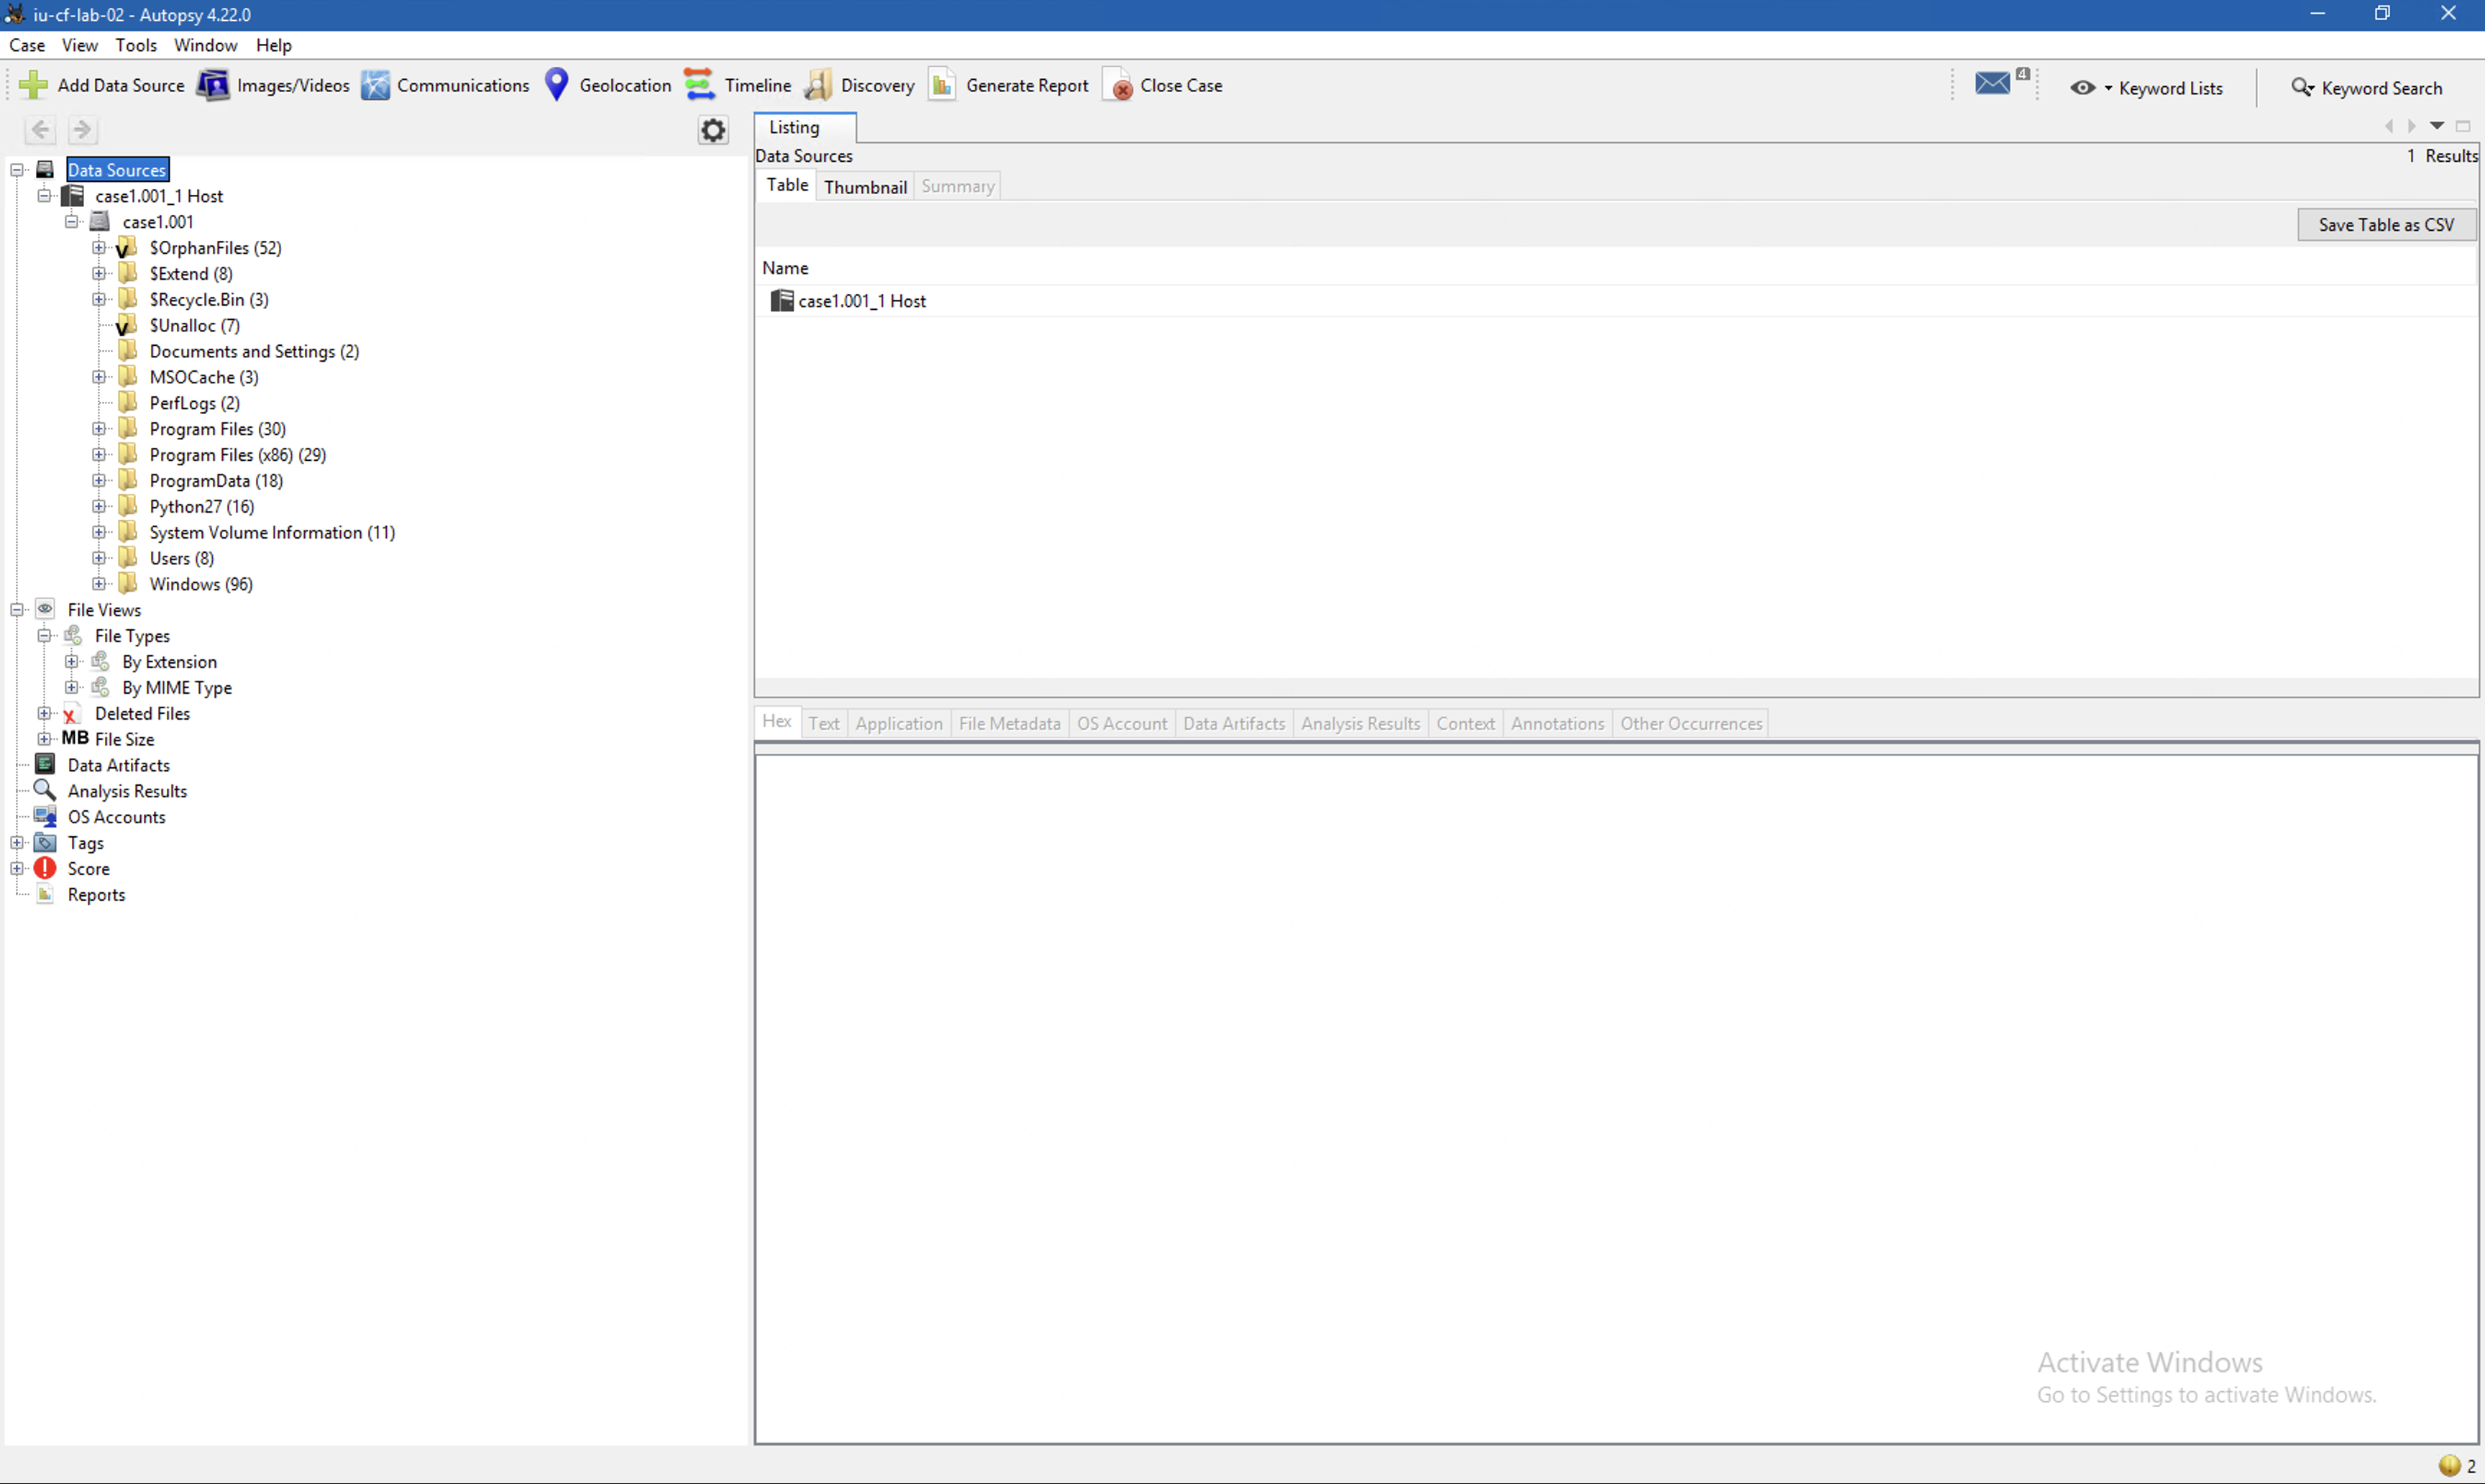 iu-cf-lab-02 - Autopsy 4.22.0
Case View Tools Window Help
Add Data Source Images/Videos Communications Geolocation Timeline Discovery Generate Report Close Case 4 Keyword Lists Keyword Search
Listing
Data Sources 1 Results
Table Thumbnail Summary
Save Table as CSV
Name
case1.001_1 Host
Data Sources
case1.001_1 Host
case1.001
$OrphanFiles (52)
$Extend (8)
$Recycle.Bin (3)
$Unalloc (7)
Documents and Settings (2)
MSOCache (3)
PerfLogs (2)
Program Files (30)
Program Files (x86) (29)
ProgramData (18)
Python27 (16)
System Volume Information (11)
Users (8)
Windows (96)
File Views
File Types
By Extension
By MIME Type
Deleted Files
MB File Size
Data Artifacts
Analysis Results
OS Accounts
Tags
Score
Reports
Hex Text Application File Metadata OS Account Data Artifacts Analysis Results Context Annotations Other Occurrences
Activate Windows
Go to Settings to activate Windows.
2